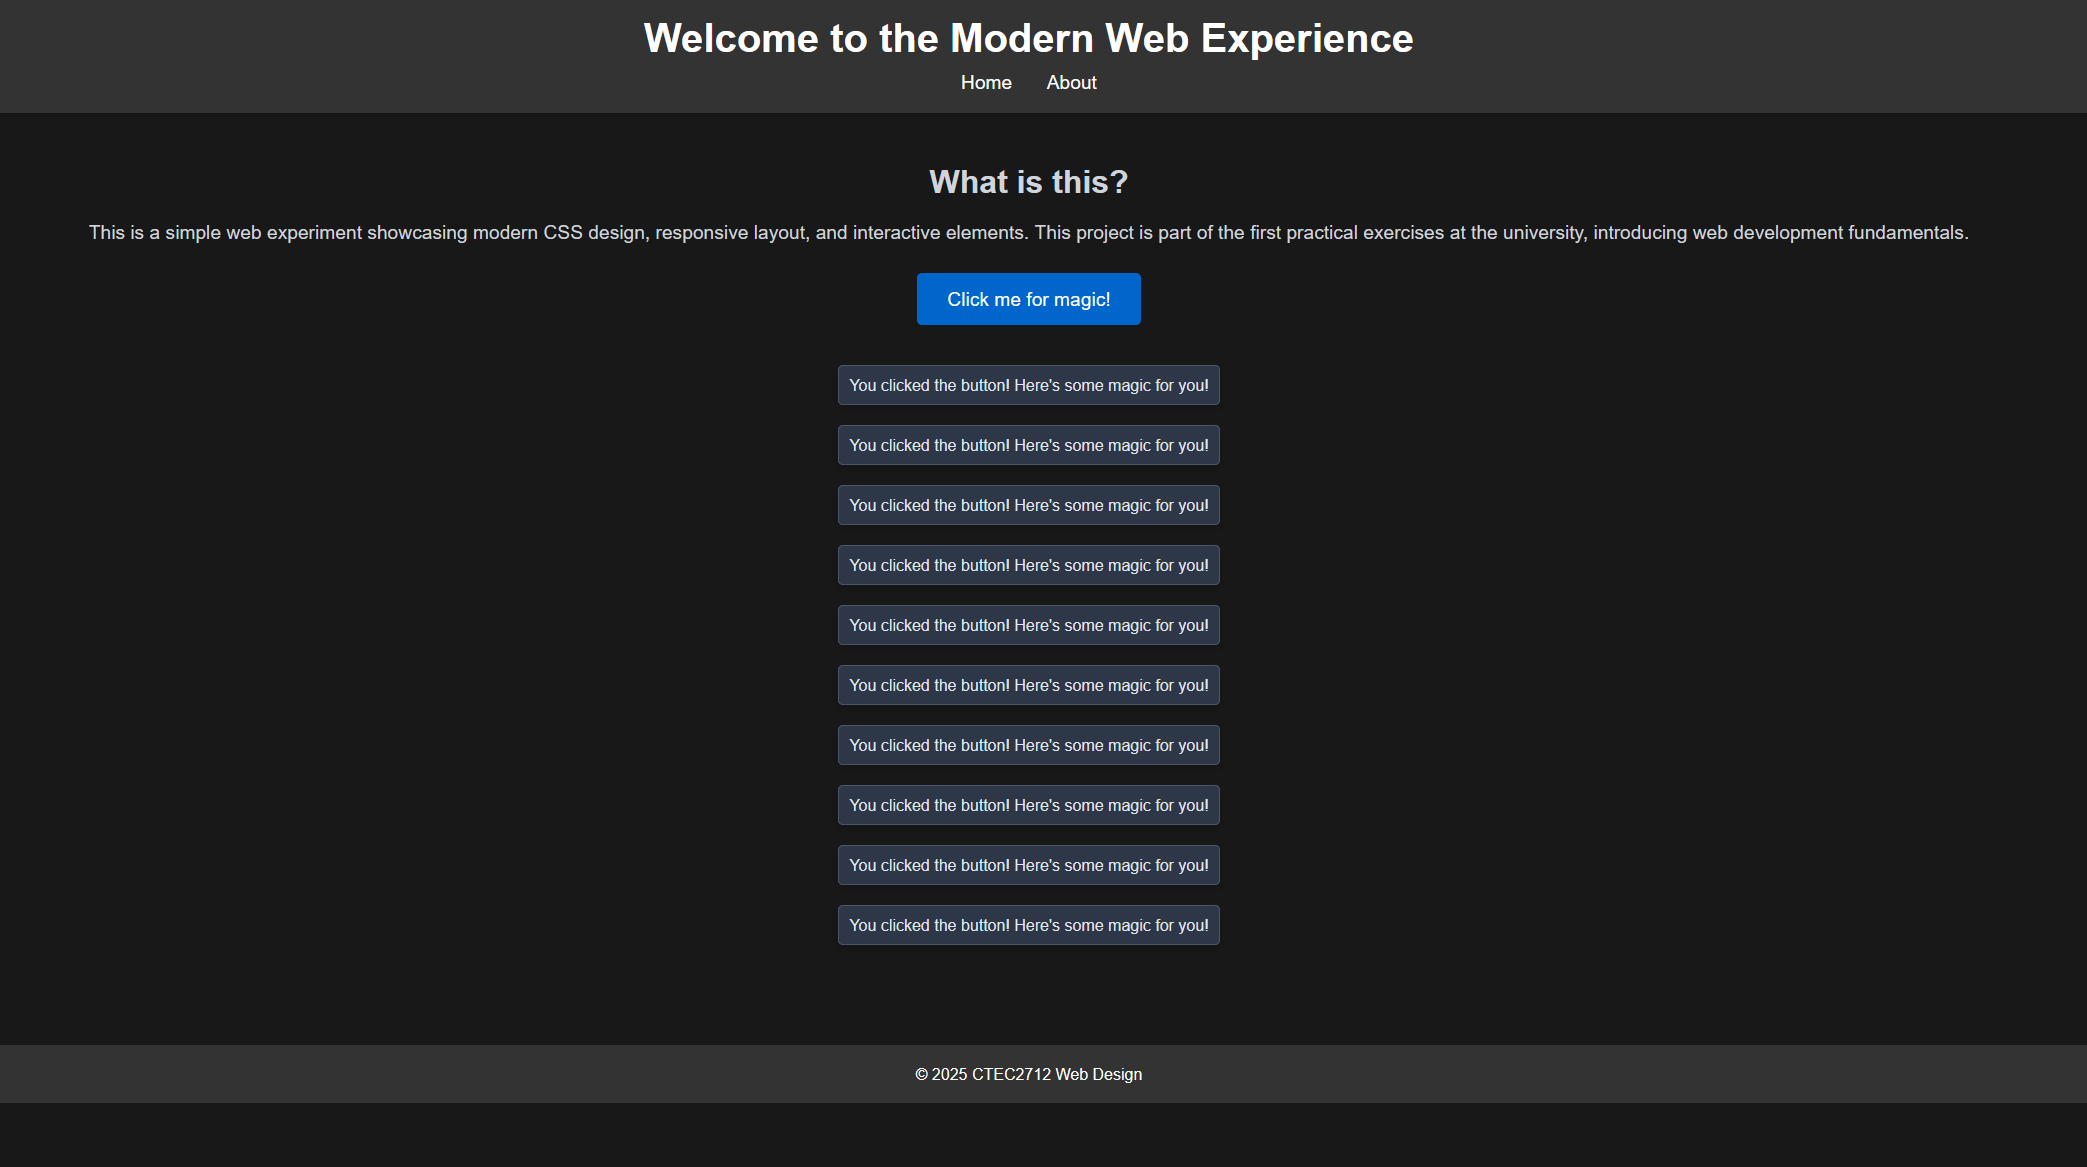 Welcome to the Modern Web Experience
Home About
What is this?
This is a simple web experiment showcasing modern CSS design, responsive layout, and interactive elements. This project is part of the first practical exercises at the university, introducing web development fundamentals.
Click me for magic!
You clicked the button! Here's some magic for you!
You clicked the button! Here's some magic for you!
You clicked the button! Here's some magic for you!
You clicked the button! Here's some magic for you!
You clicked the button! Here's some magic for you!
You clicked the button! Here's some magic for you!
You clicked the button! Here's some magic for you!
You clicked the button! Here's some magic for you!
You clicked the button! Here's some magic for you!
You clicked the button! Here's some magic for you!
© 2025 CTEC2712 Web Design